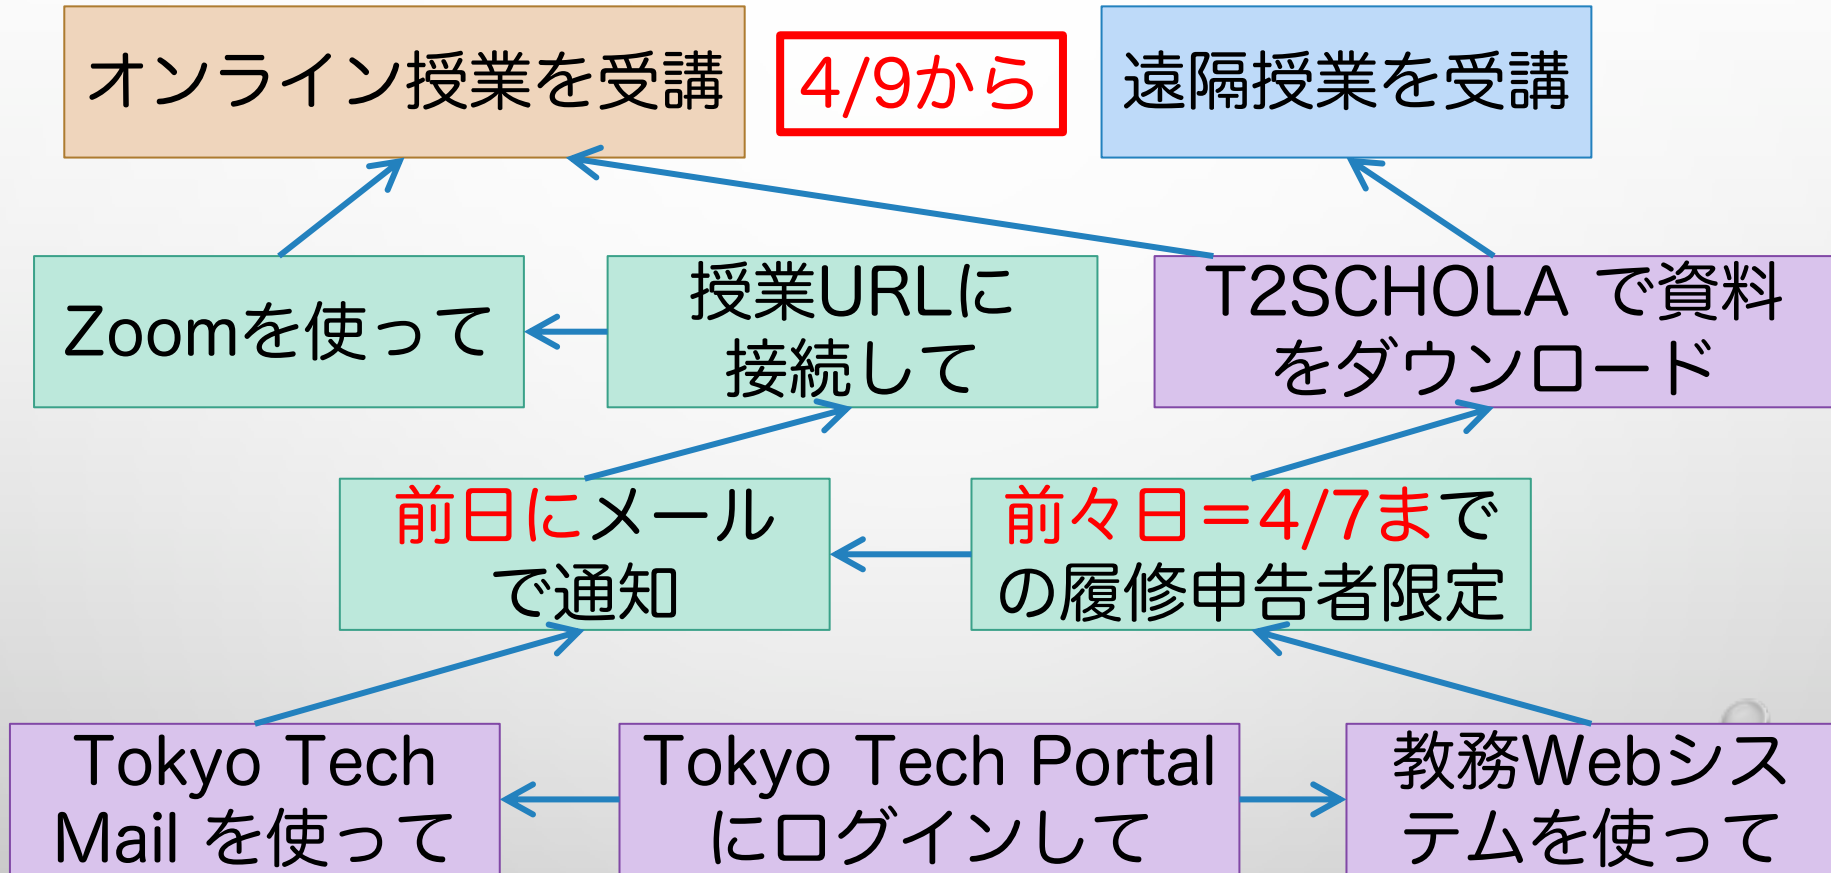 オンライン授業を受講
4/9から
遠隔授業を受講
Zoomを使って
授業URLに
接続して
T2SCHOLA で資料
をダウンロード
前日にメール
で通知
前々日＝4/7まで
の履修申告者限定
Tokyo Tech
Mail を使って
Tokyo Tech Portal
にログインして
教務Webシス
テムを使って